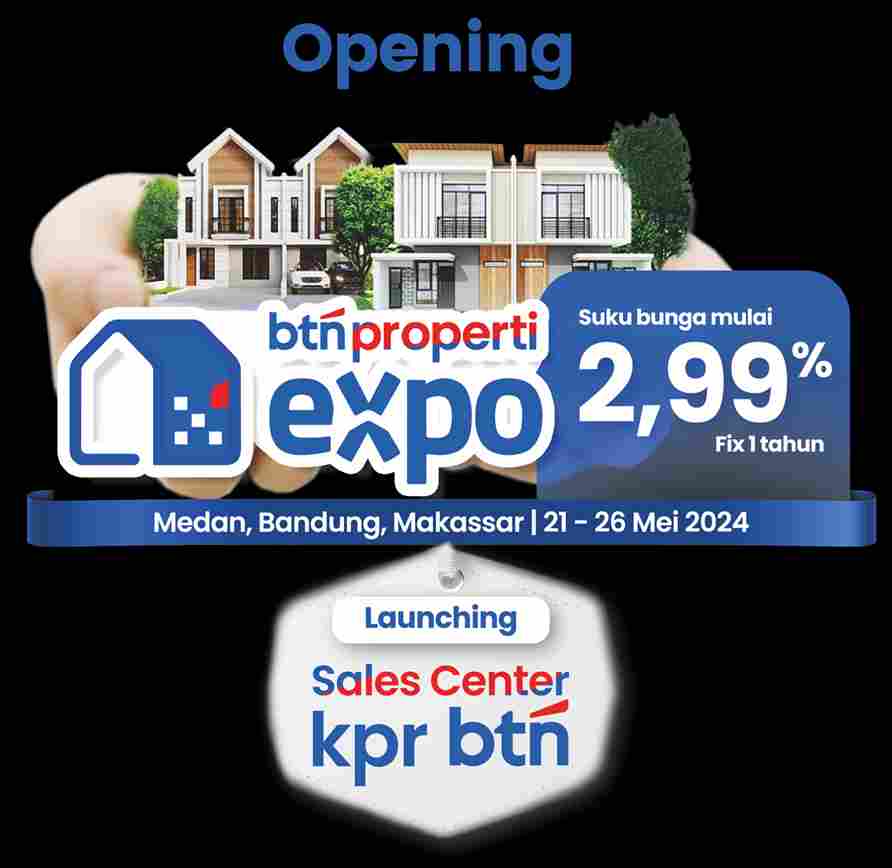 Opening
btn properti
expo
Suku bunga mulai
2,99%
Fix 1 tahun
Medan, Bandung, Makassar | 21 - 26 Mei 2024
Launching
Sales Center
kpr btn